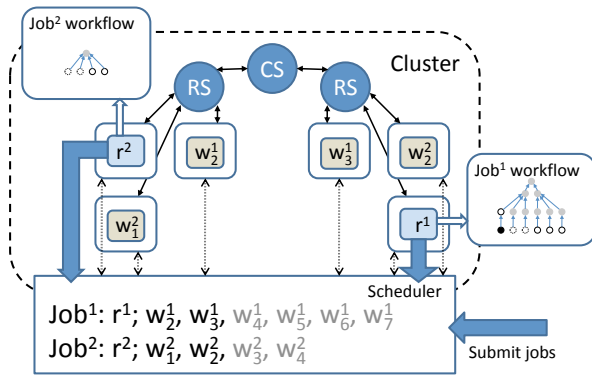 Job² workflow
Cluster
CS
RS
RS
r²
w¹₂
w¹₃
w²₂
Job¹ workflow
w²₁
r¹
Scheduler
Job¹: r¹; w¹₂, w¹₃, w¹₄, w¹₅, w¹₆, w¹₇
Job²: r²; w²₁, w²₂, w²₃, w²₄
Submit jobs